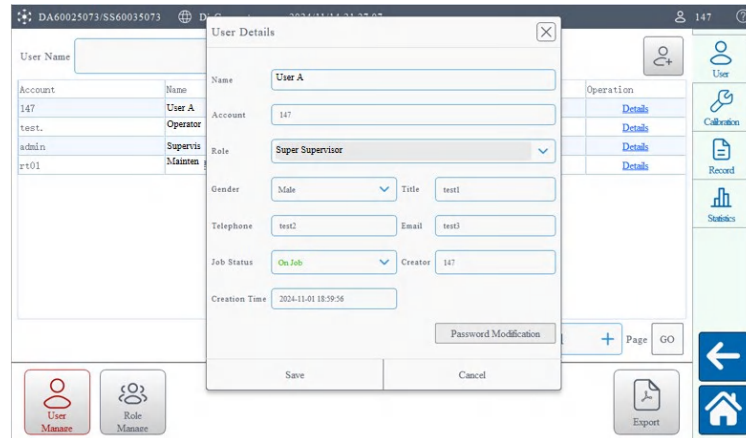 DA60025073/SS60035073
147
User Name
Account Name Operation
147 User A Details
test. Operator Details
admin Supervis Details
rt01 Mainten Details
User Details
Name User A
Account 147
Role Super Supervisor
Gender Male Title test1
Telephone test2 Email test3
Job Status On Job Creator 147
Creation Time 2024-11-01 18:59:56
Password Modification
Save Cancel
Page GO
User
Calibration
Record
Statistics
User
Manage
Role
Manage
Export